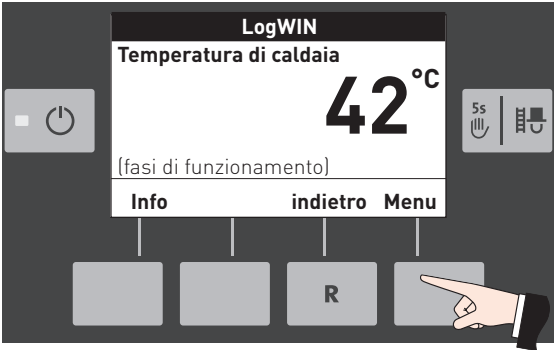 LogWIN
Temperatura di caldaia
42°C
(fasi di funzionamento)
Info indietro Menu
5s
R